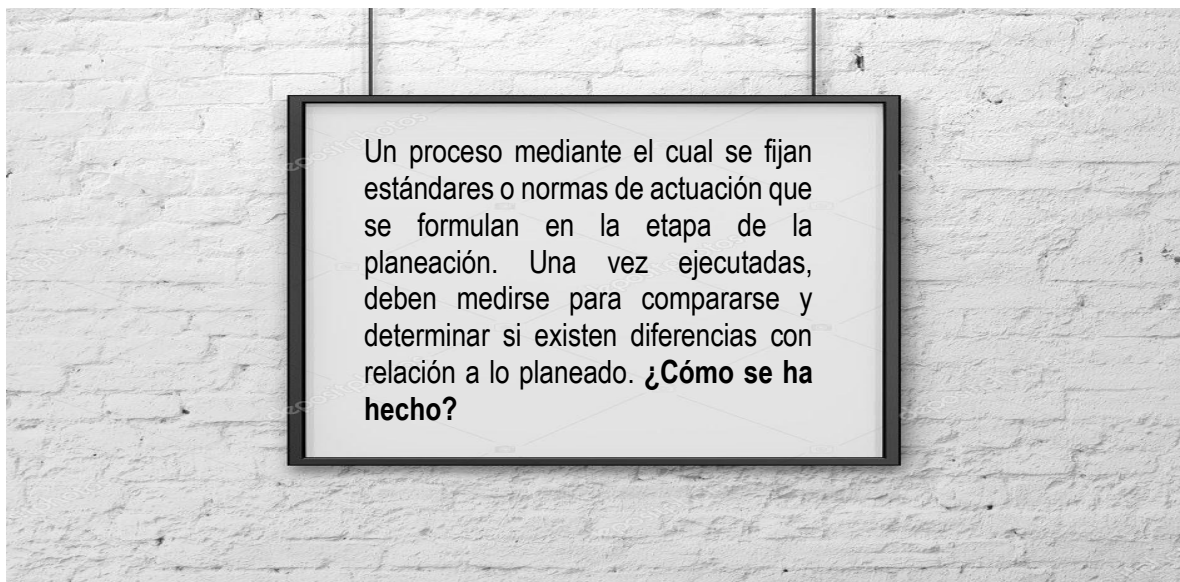 Un proceso mediante el cual se fijan
estándares o normas de actuación que
se formulan en la etapa de la
planeación. Una vez ejecutadas,
deben medirse para compararse y
determinar si existen diferencias con
relación a lo planeado. ¿Cómo se ha
hecho?